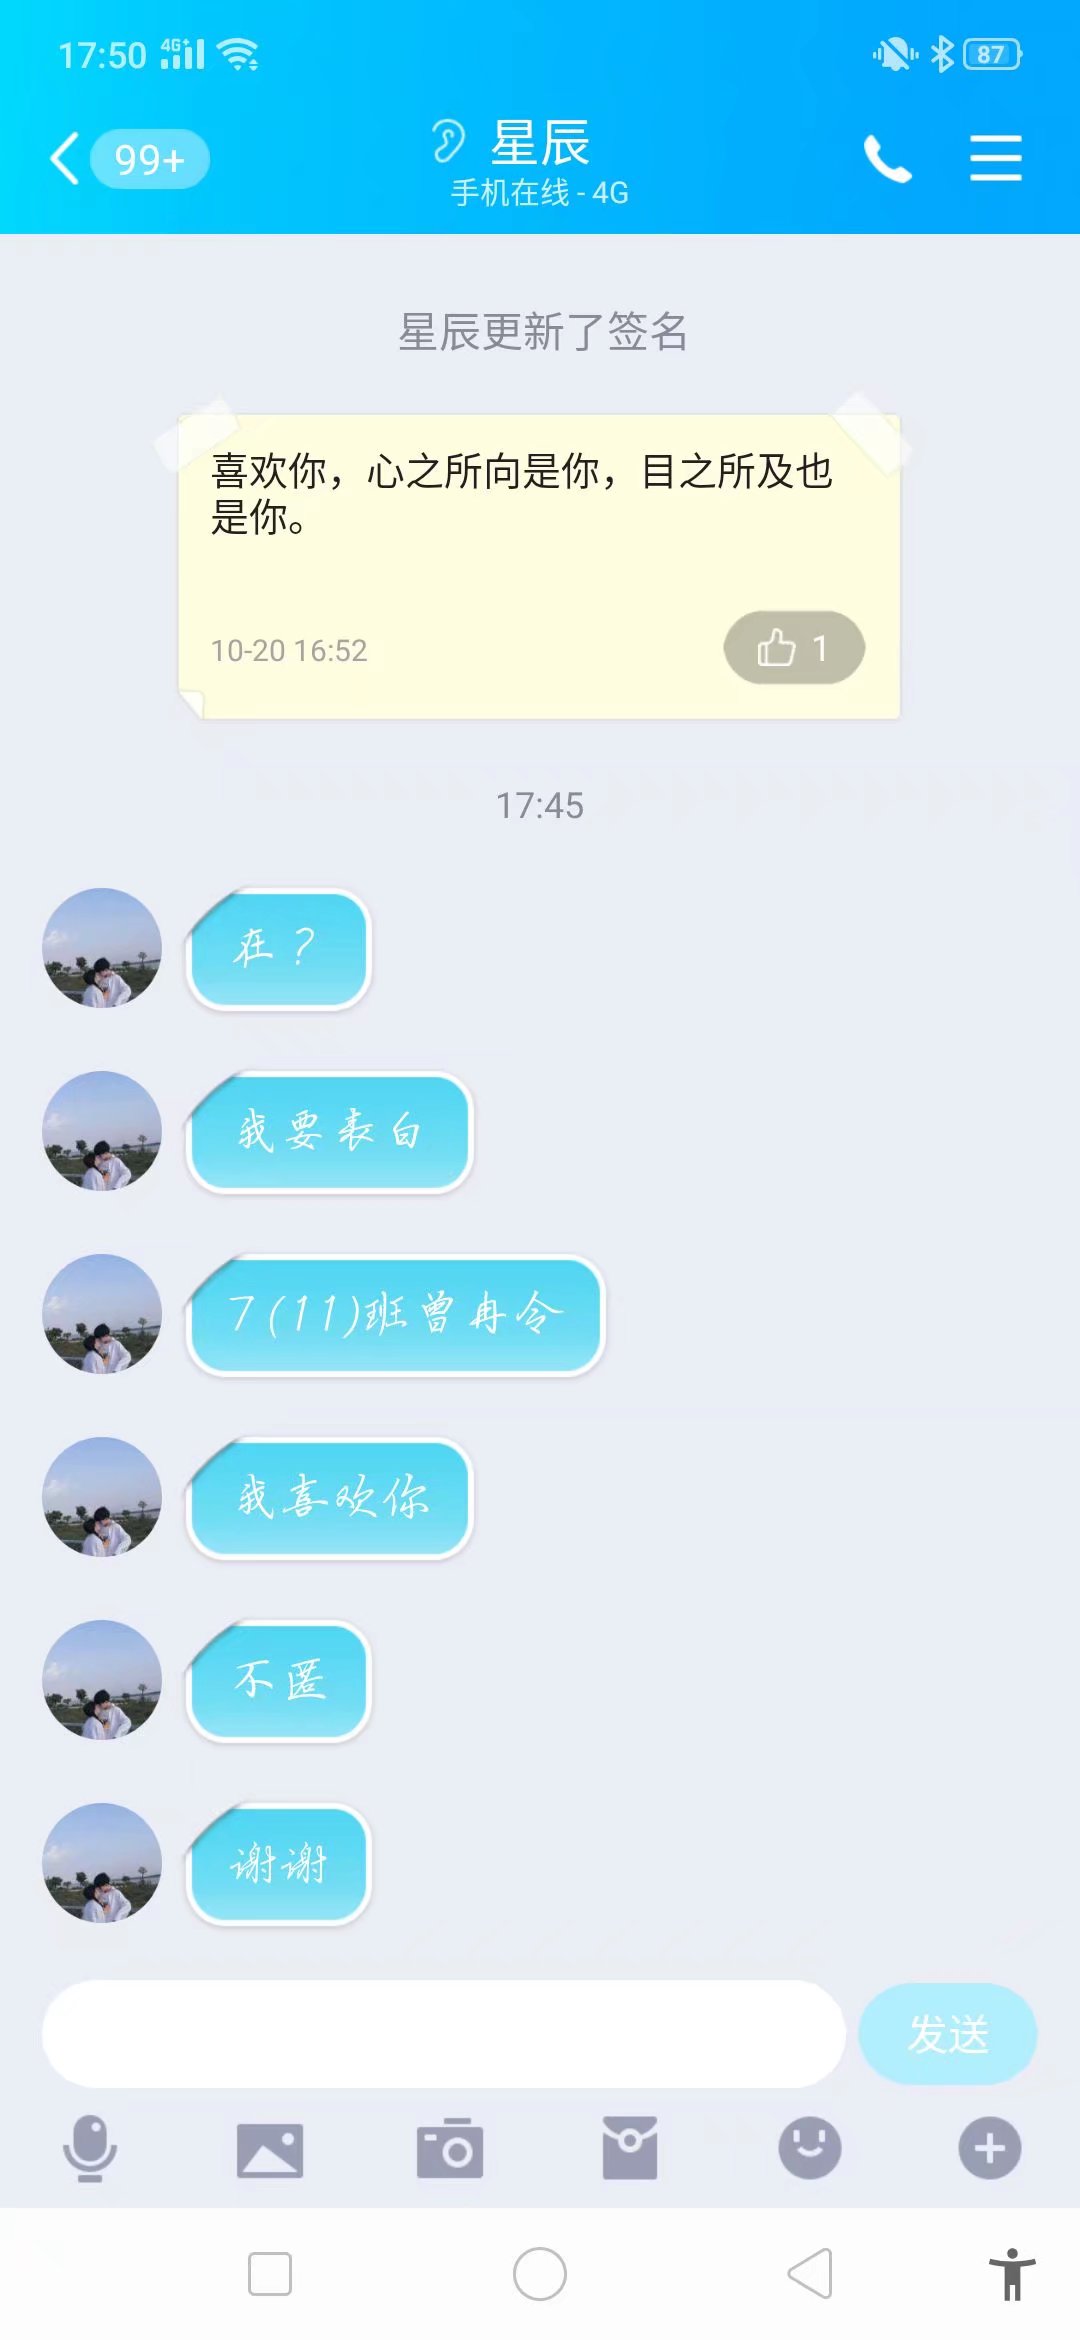 17:50 4G+ 87
99+ 星辰
手机在线 - 4G
星辰更新了签名
喜欢你，心之所向是你，目之所及也
是你。
10-20 16:52 1
17:45
在？
我要表白
7(11)班曾冉令
我喜欢你
不匿
谢谢
发送